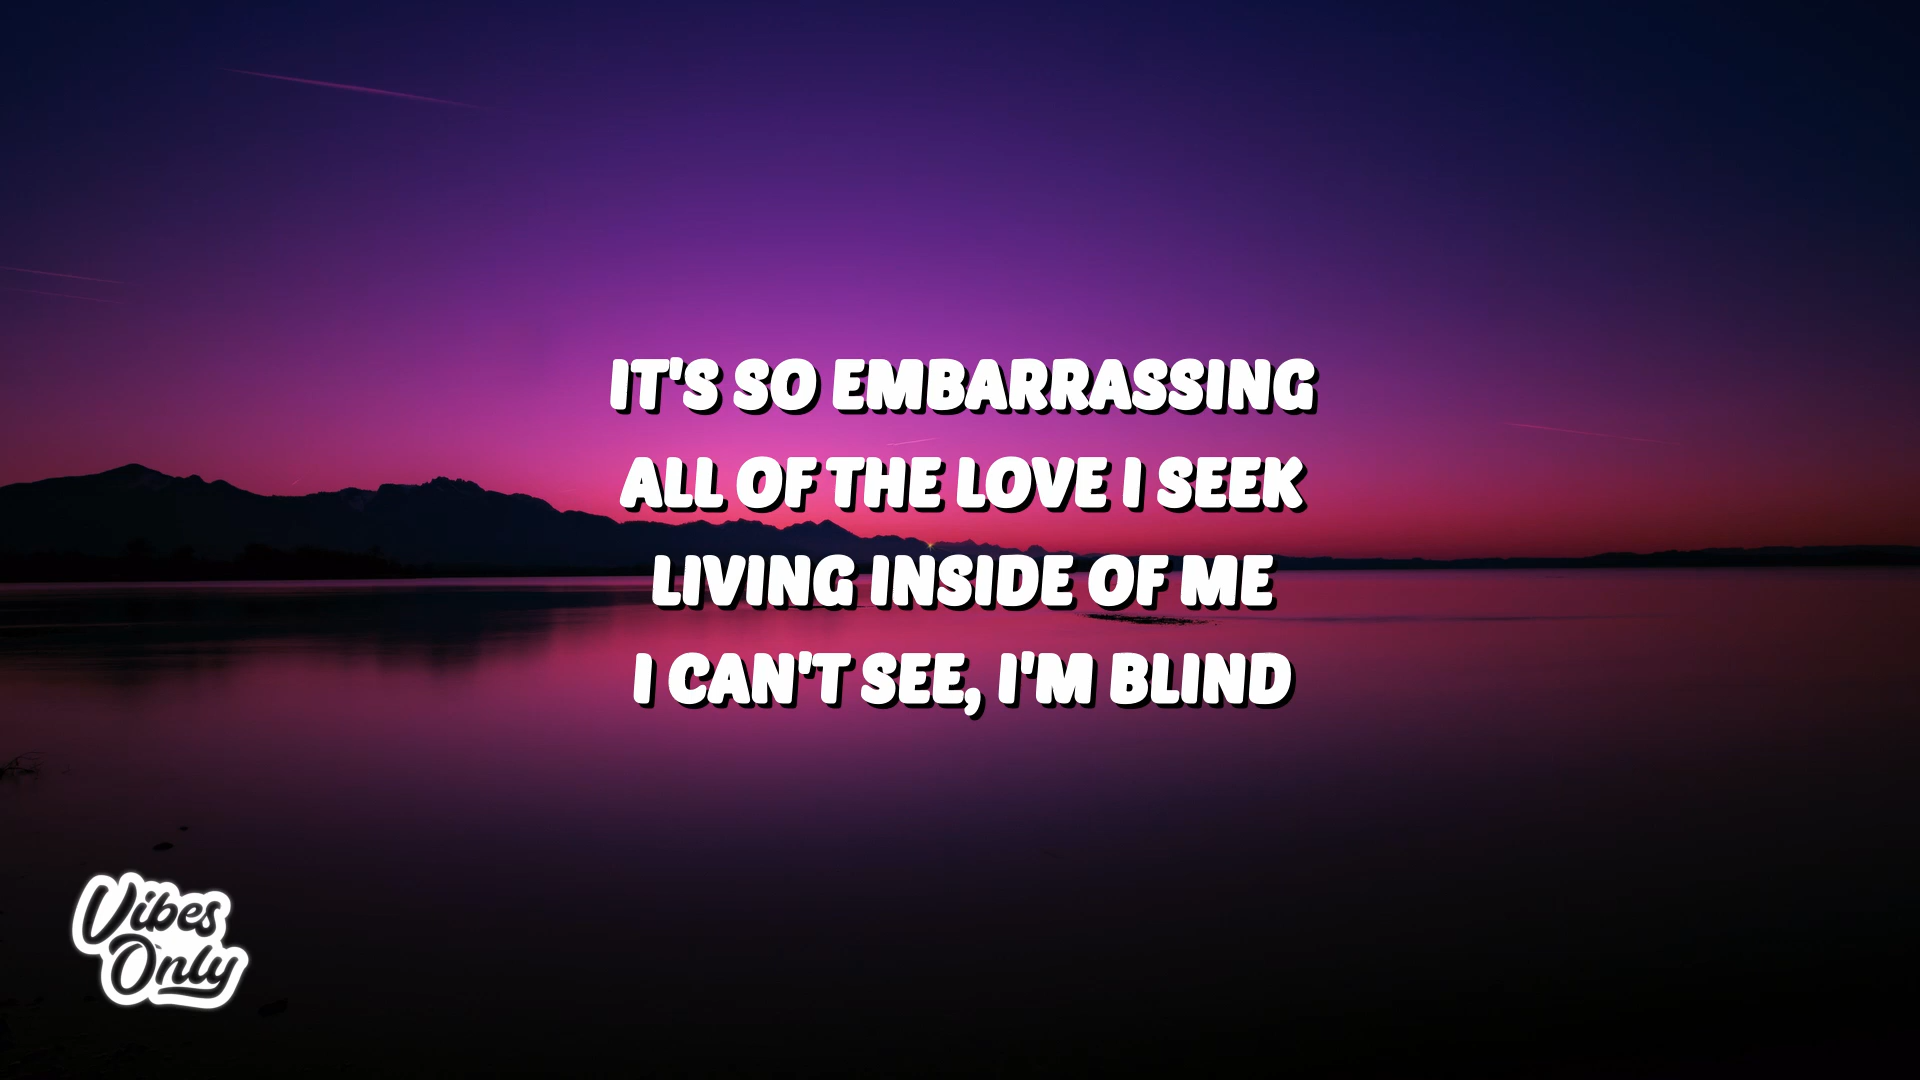 IT'S SO EMBARRASSING
ALL OF THE LOVE I SEEK
LIVING INSIDE OF ME
I CAN'T SEE, I'M BLIND
Vibes
Only